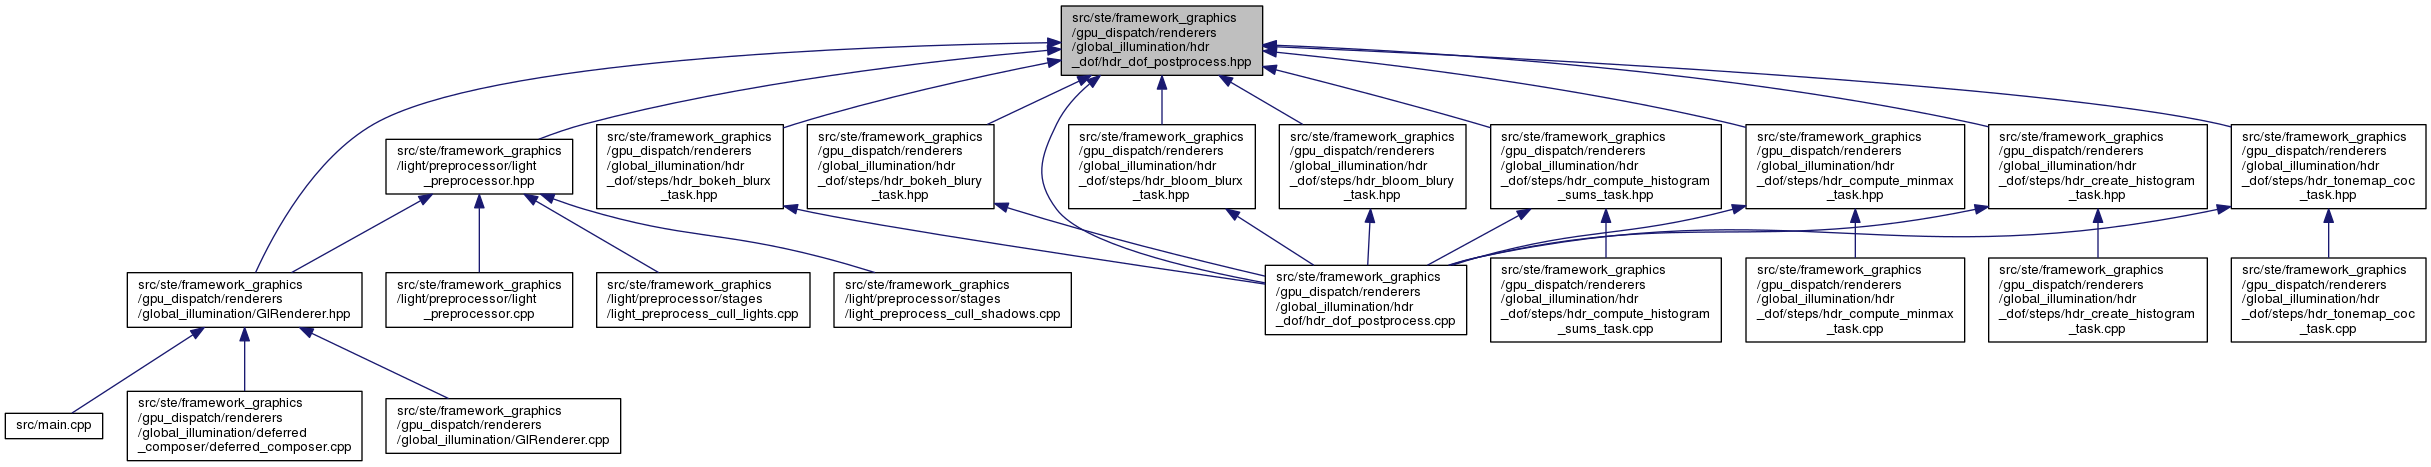 src/ste/framework_graphics
/gpu_dispatch/renderers
/global_illumination/hdr
_dof/hdr_dof_postprocess.hpp
src/ste/framework_graphics
/light/preprocessor/light
_preprocessor.hpp
src/ste/framework_graphics
/gpu_dispatch/renderers
/global_illumination/hdr
_dof/steps/hdr_bokeh_blurx
_task.hpp
src/ste/framework_graphics
/gpu_dispatch/renderers
/global_illumination/hdr
_dof/steps/hdr_bokeh_blury
_task.hpp
src/ste/framework_graphics
/gpu_dispatch/renderers
/global_illumination/hdr
_dof/steps/hdr_bloom_blurx
_task.hpp
src/ste/framework_graphics
/gpu_dispatch/renderers
/global_illumination/hdr
_dof/steps/hdr_bloom_blury
_task.hpp
src/ste/framework_graphics
/gpu_dispatch/renderers
/global_illumination/hdr
_dof/steps/hdr_compute_histogram
_sums_task.hpp
src/ste/framework_graphics
/gpu_dispatch/renderers
/global_illumination/hdr
_dof/steps/hdr_compute_minmax
_task.hpp
src/ste/framework_graphics
/gpu_dispatch/renderers
/global_illumination/hdr
_dof/steps/hdr_create_histogram
_task.hpp
src/ste/framework_graphics
/gpu_dispatch/renderers
/global_illumination/hdr
_dof/steps/hdr_tonemap_coc
_task.hpp
src/ste/framework_graphics
/gpu_dispatch/renderers
/global_illumination/GIRenderer.hpp
src/ste/framework_graphics
/light/preprocessor/light
_preprocessor.cpp
src/ste/framework_graphics
/light/preprocessor/stages
/light_preprocess_cull_lights.cpp
src/ste/framework_graphics
/light/preprocessor/stages
/light_preprocess_cull_shadows.cpp
src/ste/framework_graphics
/gpu_dispatch/renderers
/global_illumination/hdr
_dof/hdr_dof_postprocess.cpp
src/ste/framework_graphics
/gpu_dispatch/renderers
/global_illumination/hdr
_dof/steps/hdr_compute_histogram
_sums_task.cpp
src/ste/framework_graphics
/gpu_dispatch/renderers
/global_illumination/hdr
_dof/steps/hdr_compute_minmax
_task.cpp
src/ste/framework_graphics
/gpu_dispatch/renderers
/global_illumination/hdr
_dof/steps/hdr_create_histogram
_task.cpp
src/ste/framework_graphics
/gpu_dispatch/renderers
/global_illumination/hdr
_dof/steps/hdr_tonemap_coc
_task.cpp
src/main.cpp
src/ste/framework_graphics
/gpu_dispatch/renderers
/global_illumination/deferred
_composer/deferred_composer.cpp
src/ste/framework_graphics
/gpu_dispatch/renderers
/global_illumination/GIRenderer.cpp